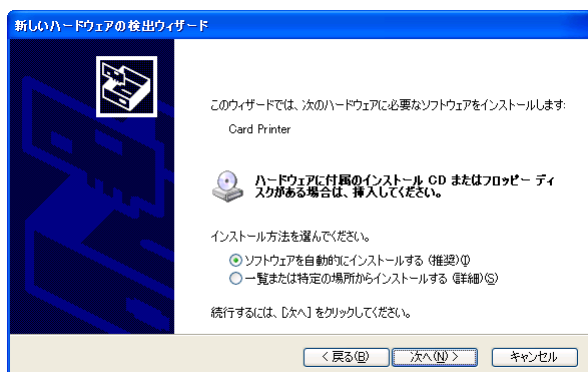 新しいハードウェアの検出ウィザード
このウィザードでは、次のハードウェアに必要なソフトウェアをインストールします:
Card Printer
ハードウェアに付属のインストール CD またはフロッピー ディ
スクがある場合は、挿入してください。
インストール方法を選んでください。
ソフトウェアを自動的にインストールする (推奨)(I)
一覧または特定の場所からインストールする (詳細)(S)
続行するには、[次へ] をクリックしてください。
< 戻る(B) 次へ(N) > キャンセル